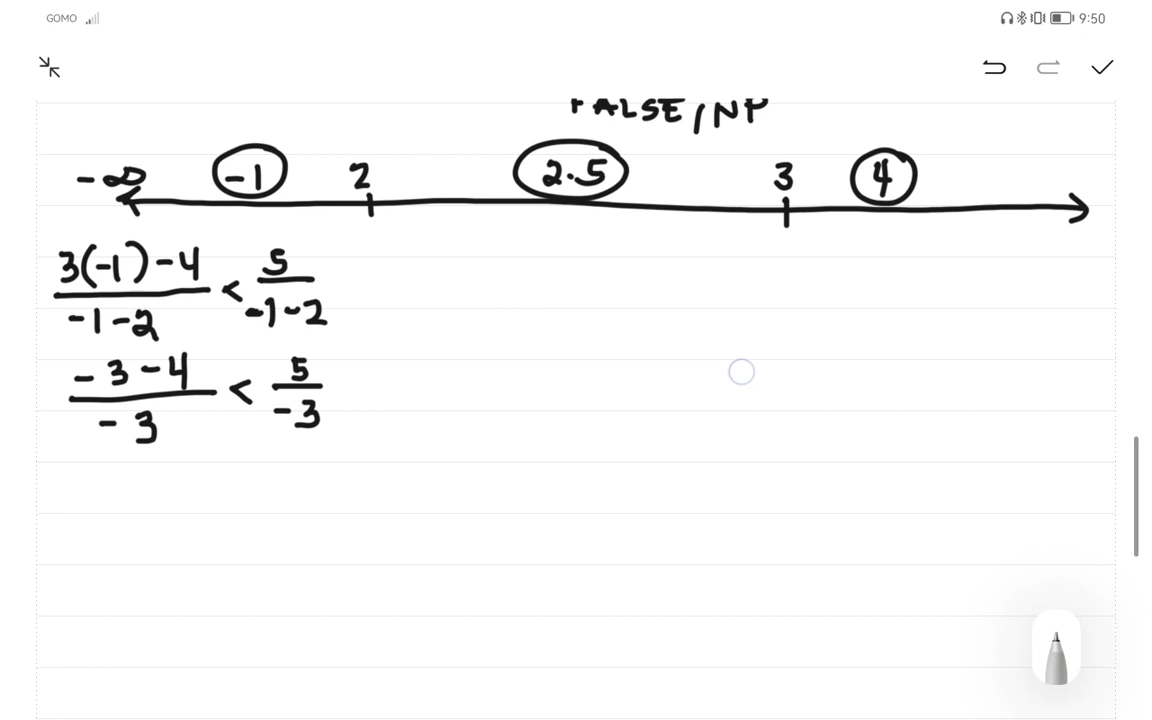 GOMO 9:50
FALSE/NP
-∞ -1 2 2.5 3 4
3(-1)-4 / -1-2 < 5 / -1-2
-3-4 / -3 < 5 / -3